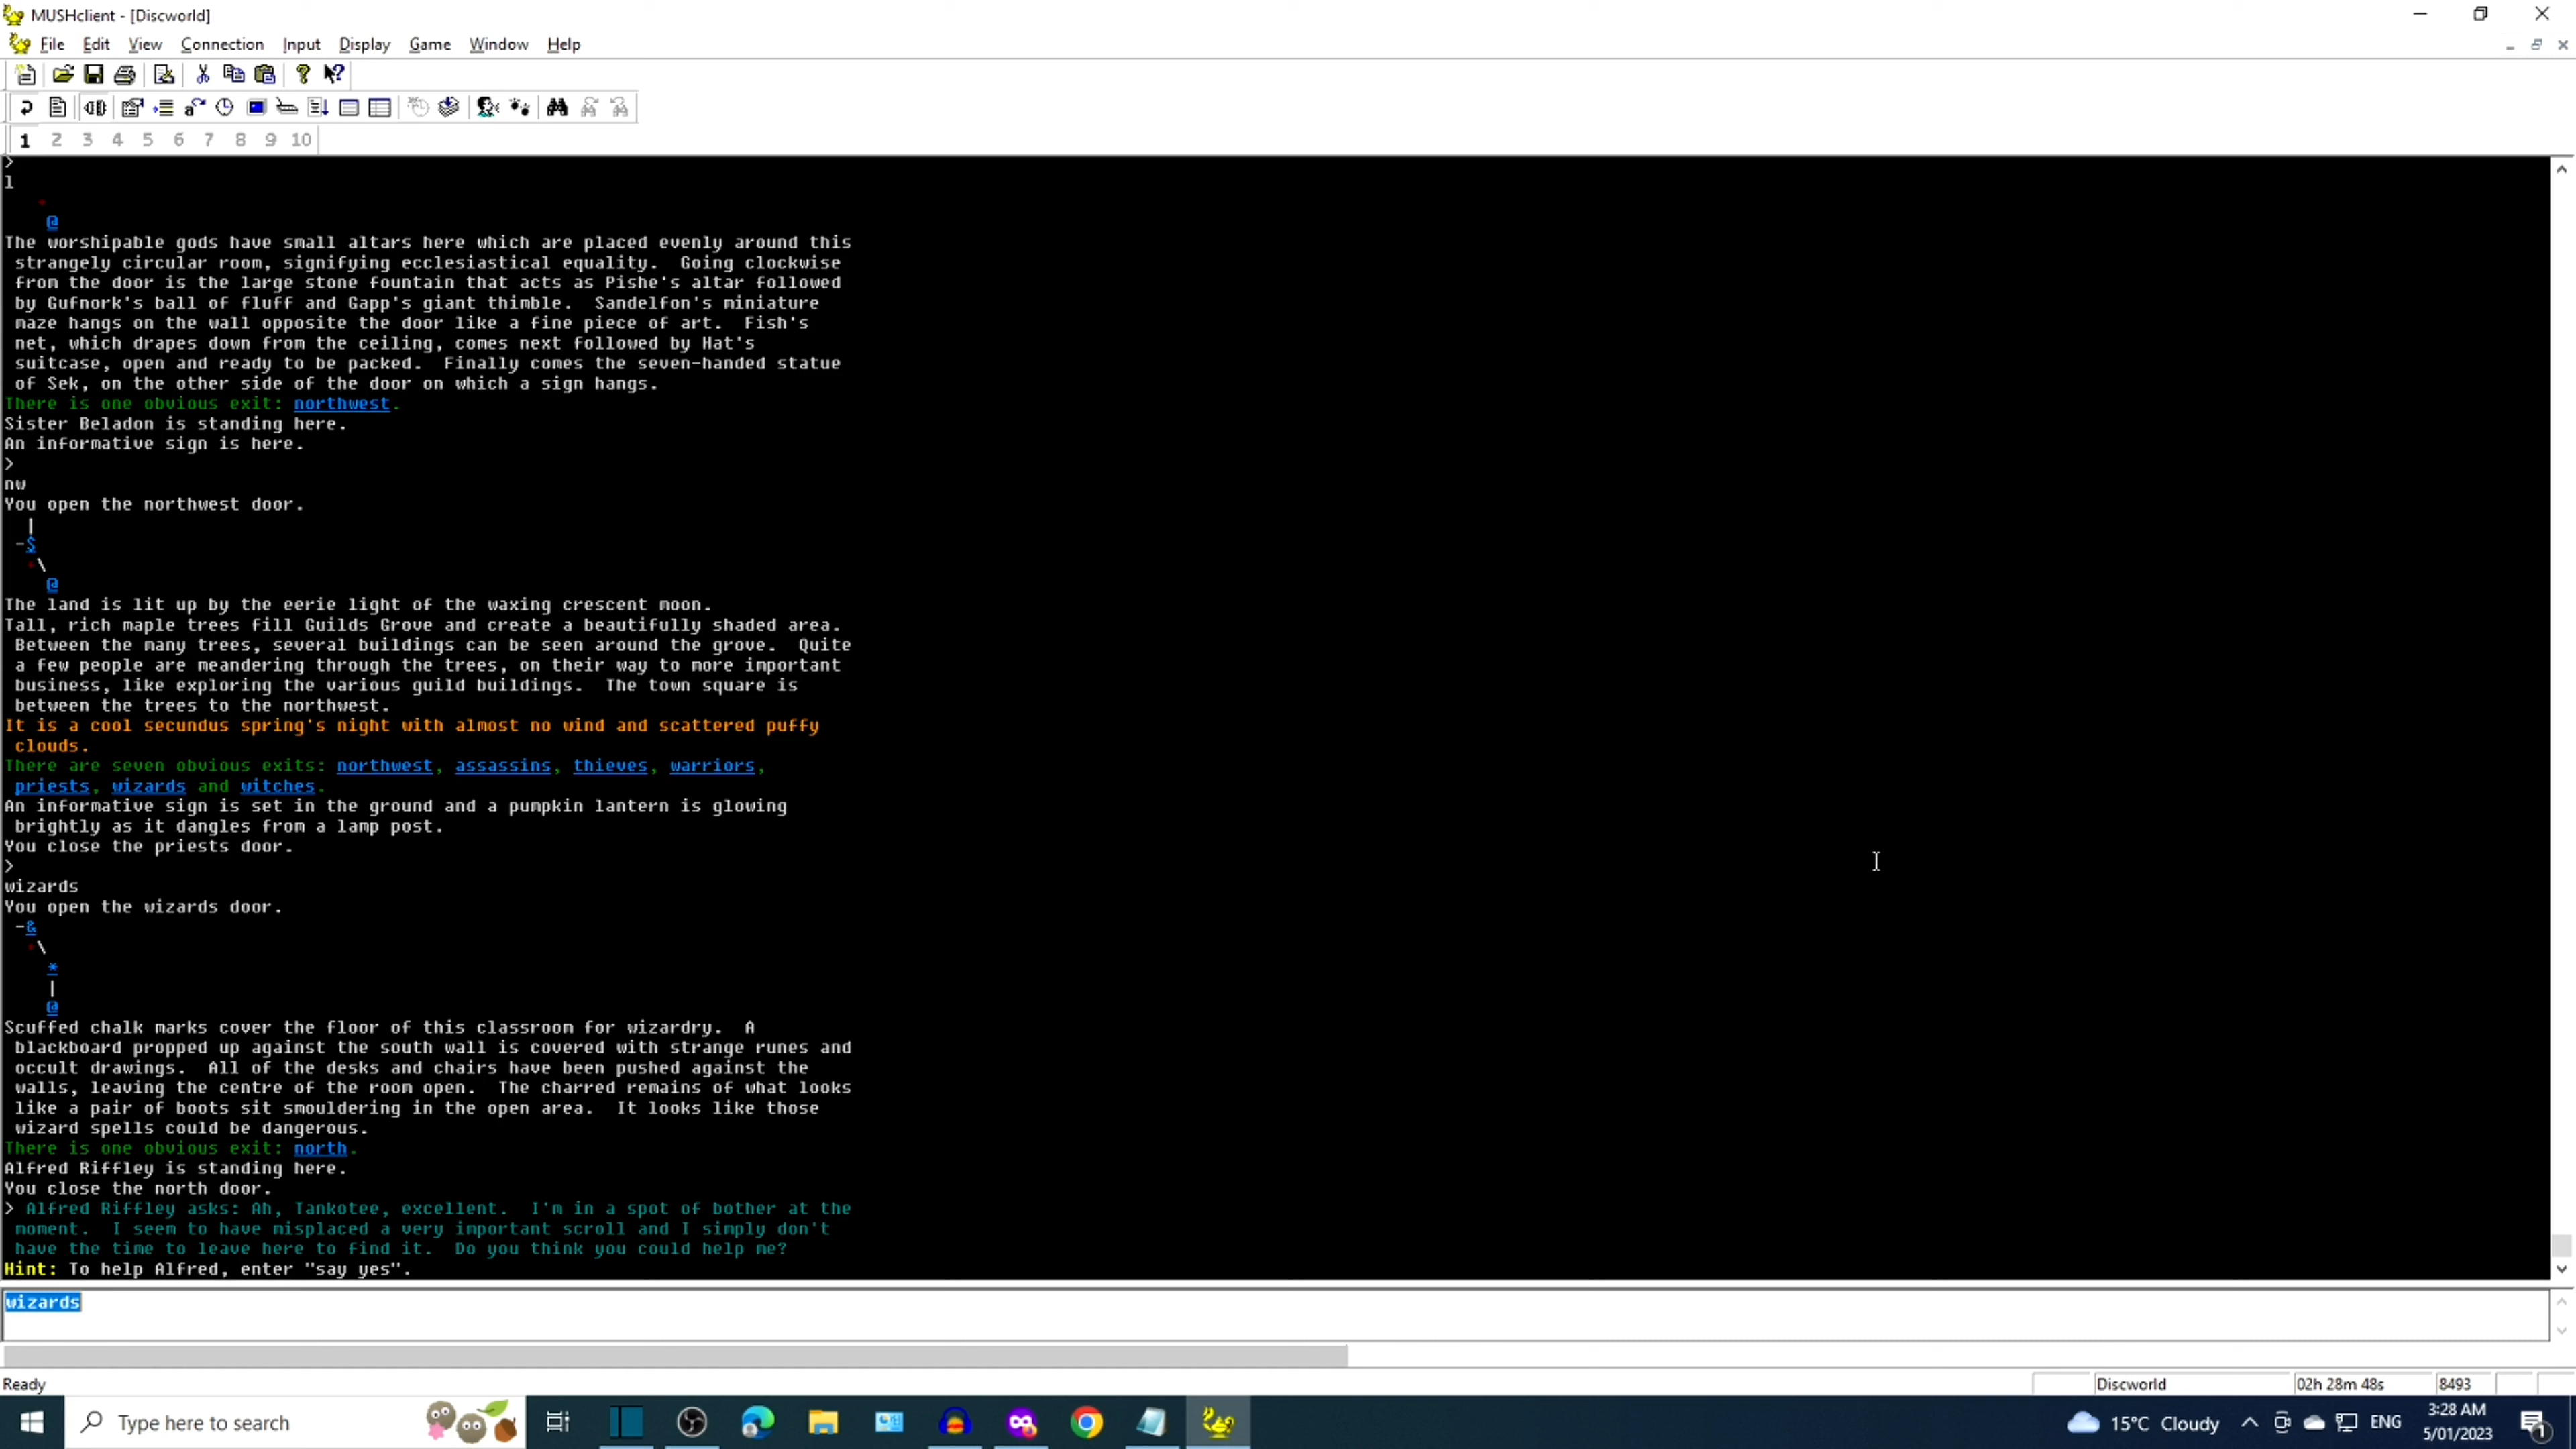 MUSHclient - [Discworld]
File Edit View Connection Input Display Game Window Help
1 2 3 4 5 6 7 8 9 10
>
l
*
@
The worshipable gods have small altars here which are placed evenly around this
strangely circular room, signifying ecclesiastical equality.  Going clockwise
from the door is the large stone fountain that acts as Pishe's altar followed
by Gufnork's ball of fluff and Gapp's giant thimble.  Sandelfon's miniature
maze hangs on the wall opposite the door like a fine piece of art.  Fish's
net, which drapes down from the ceiling, comes next followed by Hat's
suitcase, open and ready to be packed.  Finally comes the seven-handed statue
of Sek, on the other side of the door on which a sign hangs.
There is one obvious exit: northwest.
Sister Beladon is standing here.
An informative sign is here.
>
nw
You open the northwest door.
|
-$
*\
@
The land is lit up by the eerie light of the waxing crescent moon.
Tall, rich maple trees fill Guilds Grove and create a beautifully shaded area.
Between the many trees, several buildings can be seen around the grove.  Quite
a few people are meandering through the trees, on their way to more important
business, like exploring the various guild buildings.  The town square is
between the trees to the northwest.
It is a cool secundus spring's night with almost no wind and scattered puffy
clouds.
There are seven obvious exits: northwest, assassins, thieves, warriors,
priests, wizards and witches.
An informative sign is set in the ground and a pumpkin lantern is glowing
brightly as it dangles from a lamp post.
You close the priests door.
>
wizards
You open the wizards door.
-&
*\
*
|
@
Scuffed chalk marks cover the floor of this classroom for wizardry.  A
blackboard propped up against the south wall is covered with strange runes and
occult drawings.  All of the desks and chairs have been pushed against the
walls, leaving the centre of the room open.  The charred remains of what looks
like a pair of boots sit smouldering in the open area.  It looks like those
wizard spells could be dangerous.
There is one obvious exit: north.
Alfred Riffley is standing here.
You close the north door.
> Alfred Riffley asks: Ah, Tankotee, excellent.  I'm in a spot of bother at the
moment.  I seem to have misplaced a very important scroll and I simply don't
have the time to leave here to find it.  Do you think you could help me?
Hint: To help Alfred, enter "say yes".
wizards
Ready Discworld 02h 28m 48s 8493
Type here to search 15°C Cloudy ENG 3:28 AM
5/01/2023 1